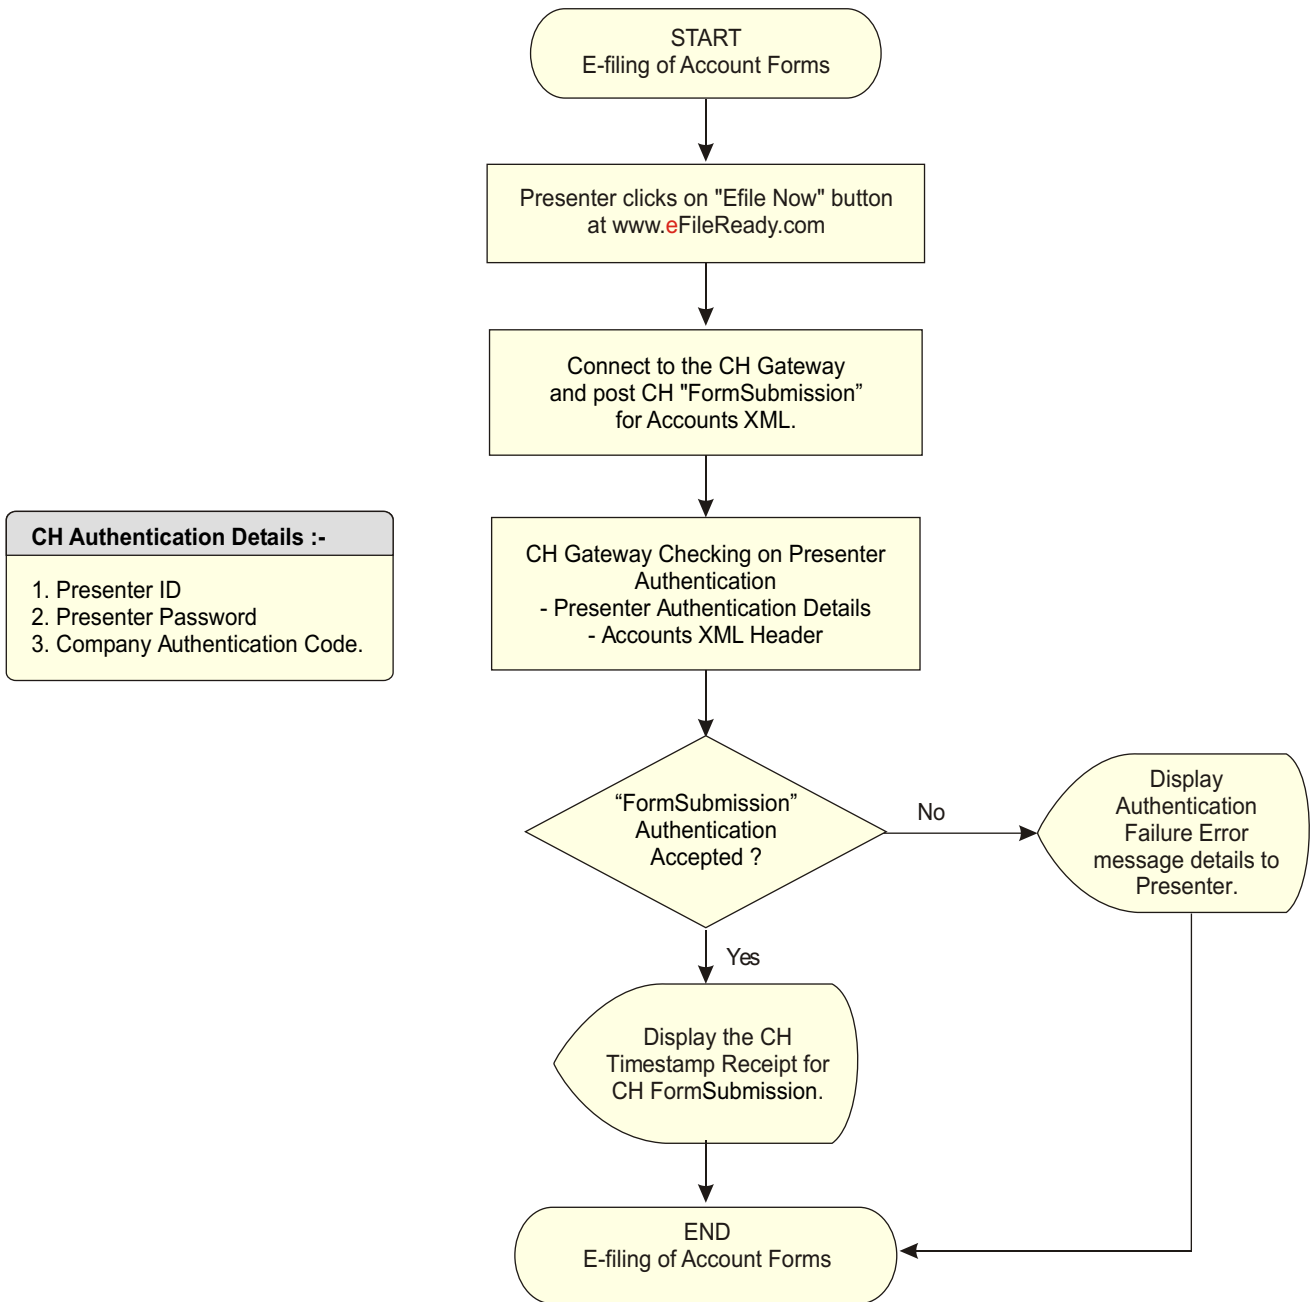 START
E-filing of Account Forms
Presenter clicks on "Efile Now" button
at www.eFileReady.com
Connect to the CH Gateway
and post CH "FormSubmission”
for Accounts XML.
CH Authentication Details :-
1. Presenter ID
2. Presenter Password
3. Company Authentication Code.
CH Gateway Checking on Presenter
Authentication
- Presenter Authentication Details
- Accounts XML Header
“FormSubmission”
Authentication
Accepted ?
No
Display
Authentication
Failure Error
message details to
Presenter.
Yes
Display the CH
Timestamp Receipt for
CH FormSubmission.
END
E-filing of Account Forms